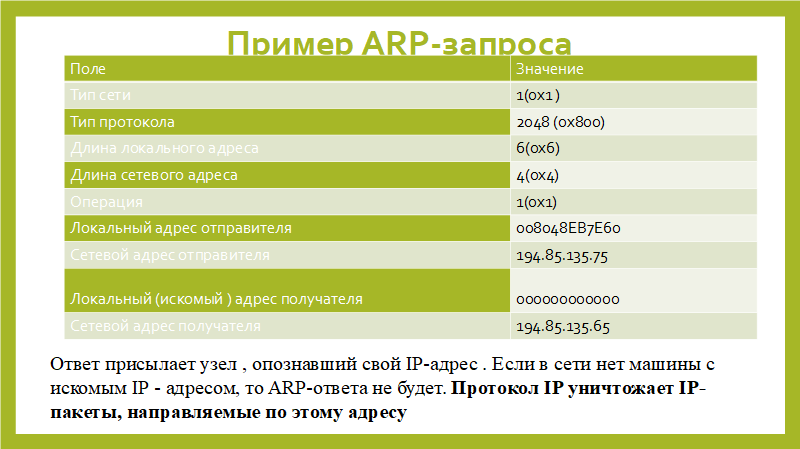 Пример ARP-запроса
Поле Значение
Тип сети 1(0x1)
Тип протокола 2048 (0x800)
Длина локального адреса 6(0x6)
Длина сетевого адреса 4(0x4)
Операция 1(0x1)
Локальный адрес отправителя 008048EB7E60
Сетевой адрес отправителя 194.85.135.75
Локальный (искомый ) адрес получателя 000000000000
Сетевой адрес получателя 194.85.135.65
Ответ присылает узел , опознавший свой IP-адрес . Если в сети нет машины с
искомым IP - адресом, то ARP-ответа не будет. Протокол IP уничтожает IP-
пакеты, направляемые по этому адресу